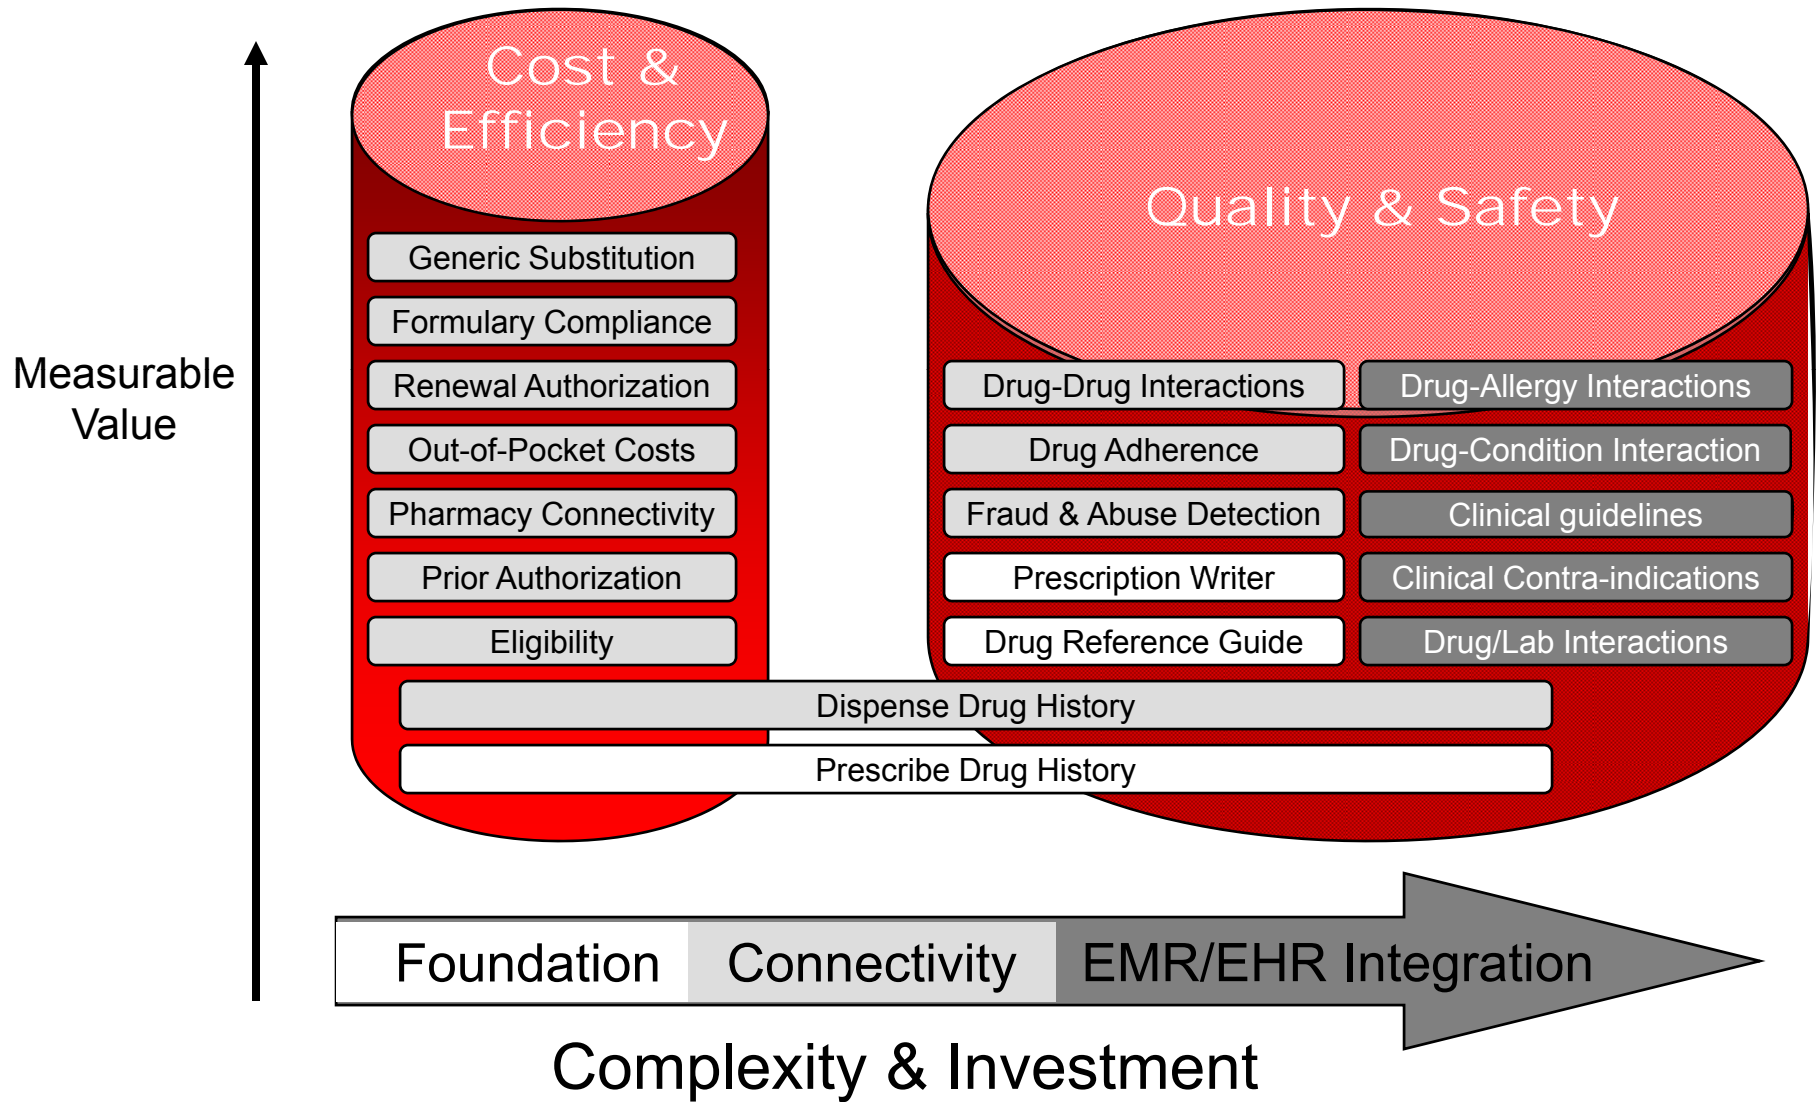 Cost &
Efficiency
Quality & Safety
Measurable
Value
Generic Substitution
Formulary Compliance
Renewal Authorization
Out-of-Pocket Costs
Pharmacy Connectivity
Prior Authorization
Eligibility
Drug-Drug Interactions
Drug-Allergy Interactions
Drug Adherence
Drug-Condition Interaction
Fraud & Abuse Detection
Clinical guidelines
Prescription Writer
Clinical Contra-indications
Drug Reference Guide
Drug/Lab Interactions
Dispense Drug History
Prescribe Drug History
Foundation
Connectivity
EMR/EHR Integration
Complexity & Investment